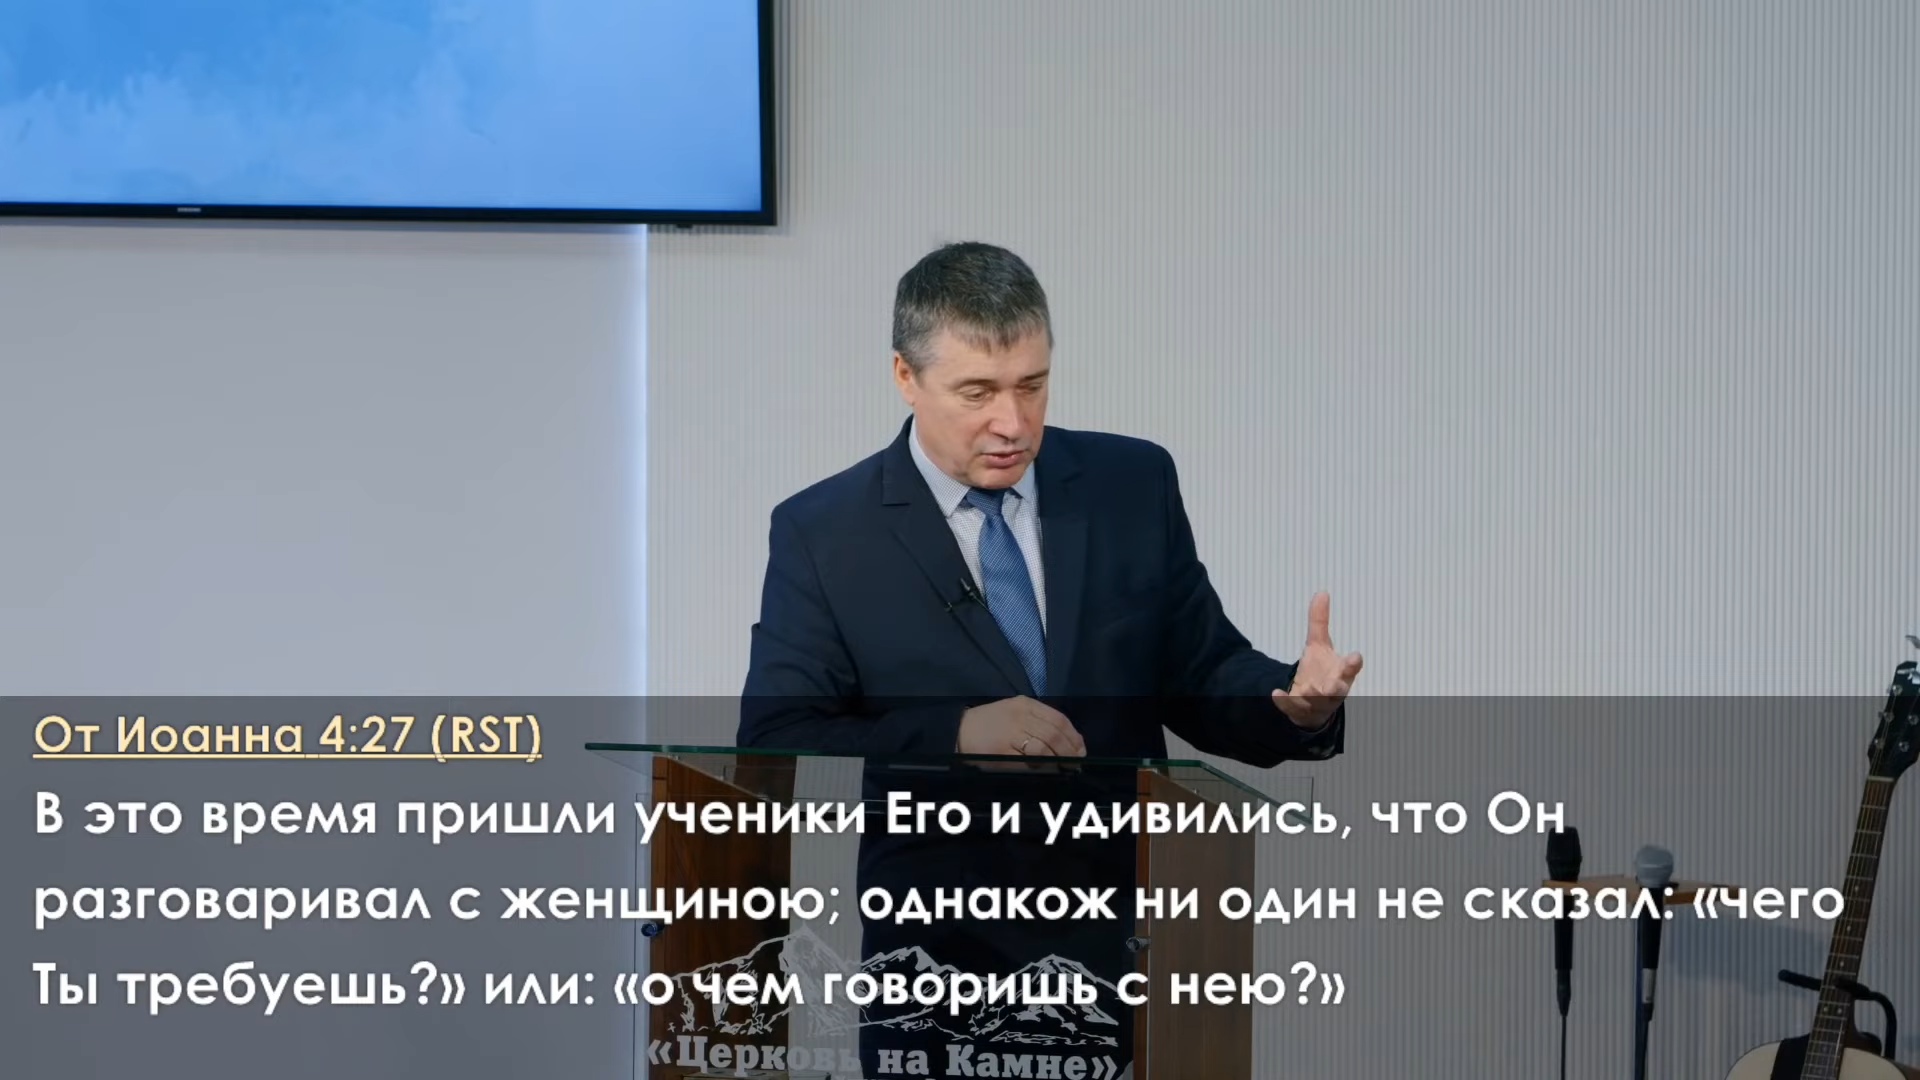 От Иоанна 4:27 (RST)
В это время пришли ученики Его и удивились, что Он
разговаривал с женщиною; однакож ни один не сказал: «чего
Ты требуешь?» или: «о чем говоришь с нею?»
«Церковь на Камне»